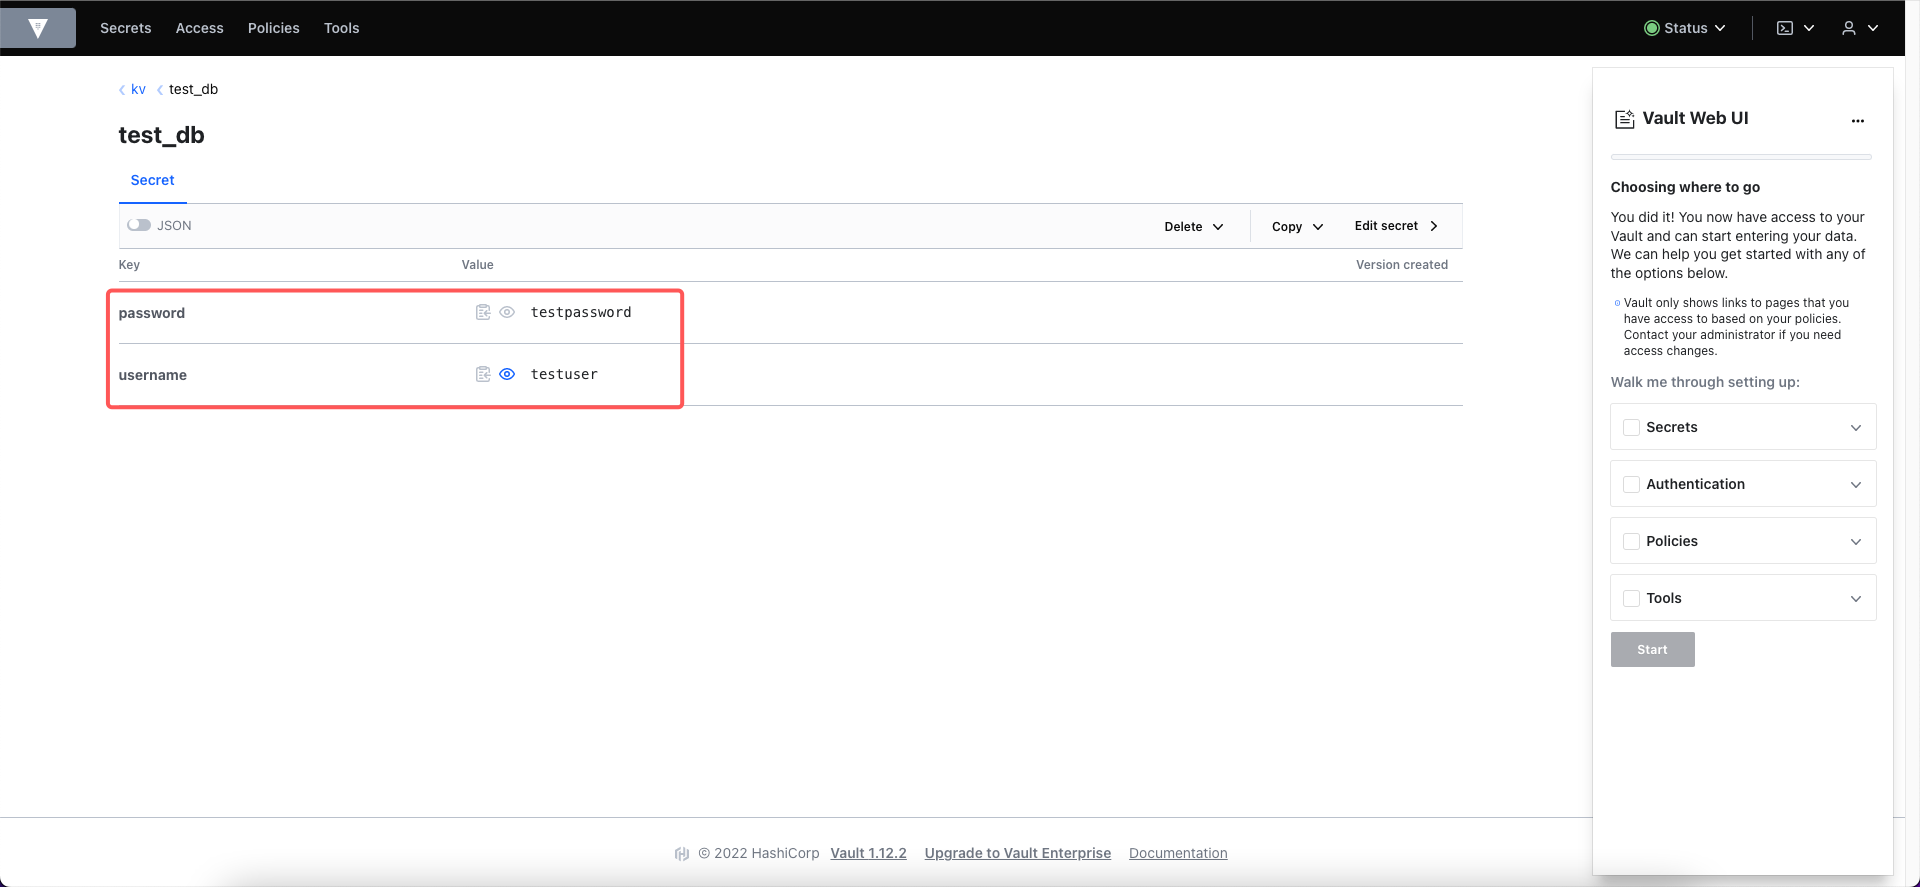 Secrets Access Policies Tools Status
kv test_db
test_db
Secret
JSON Delete Copy Edit secret
Key Value Version created
password testpassword
username testuser
Vault Web UI
Choosing where to go
You did it! You now have access to your
Vault and can start entering your data.
We can help you get started with any of
the options below.
Vault only shows links to pages that you
have access to based on your policies.
Contact your administrator if you need
access changes.
Walk me through setting up:
Secrets
Authentication
Policies
Tools
Start
© 2022 HashiCorp Vault 1.12.2 Upgrade to Vault Enterprise Documentation